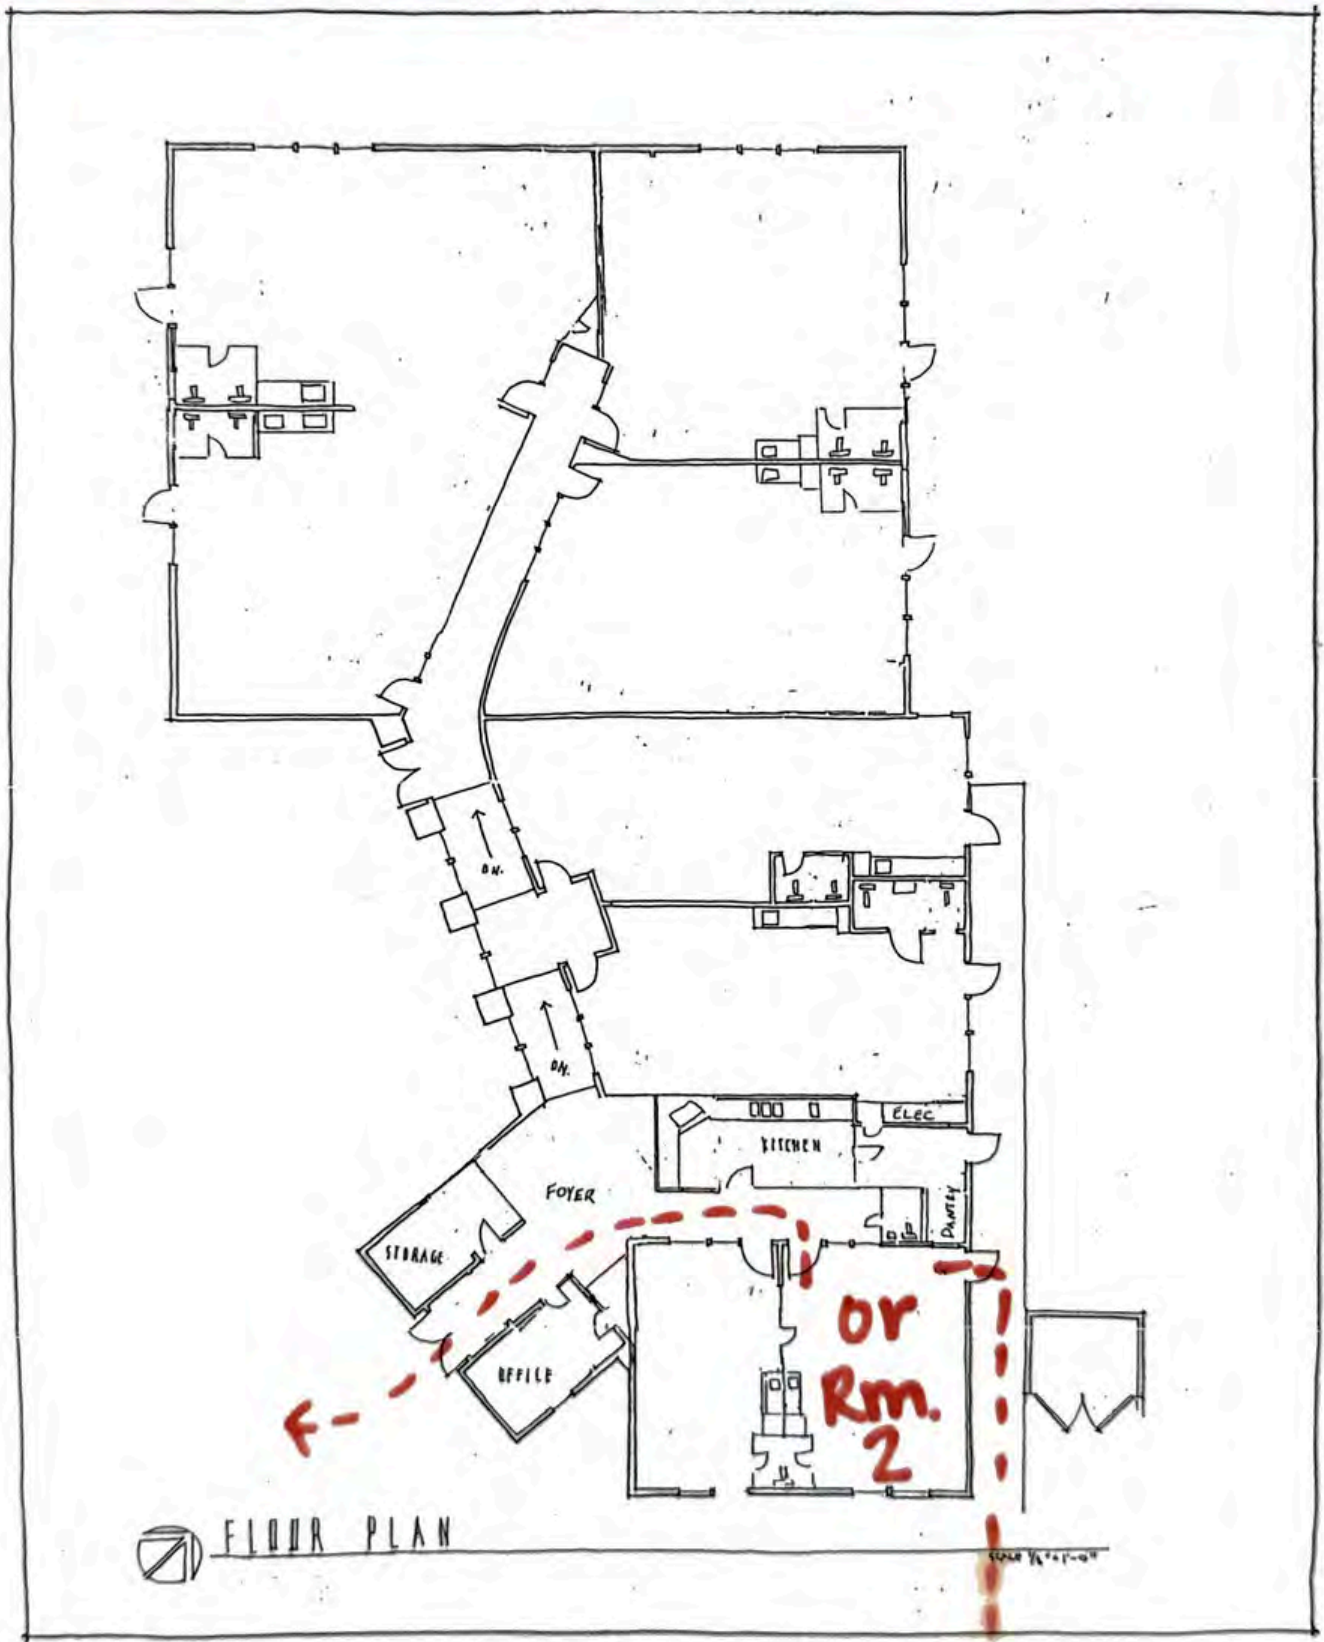 DN.
DN.
ELEC
KITCHEN
FOYER
PANTRY
STORAGE
or
Rm.
2
OFFICE
FLOOR PLAN